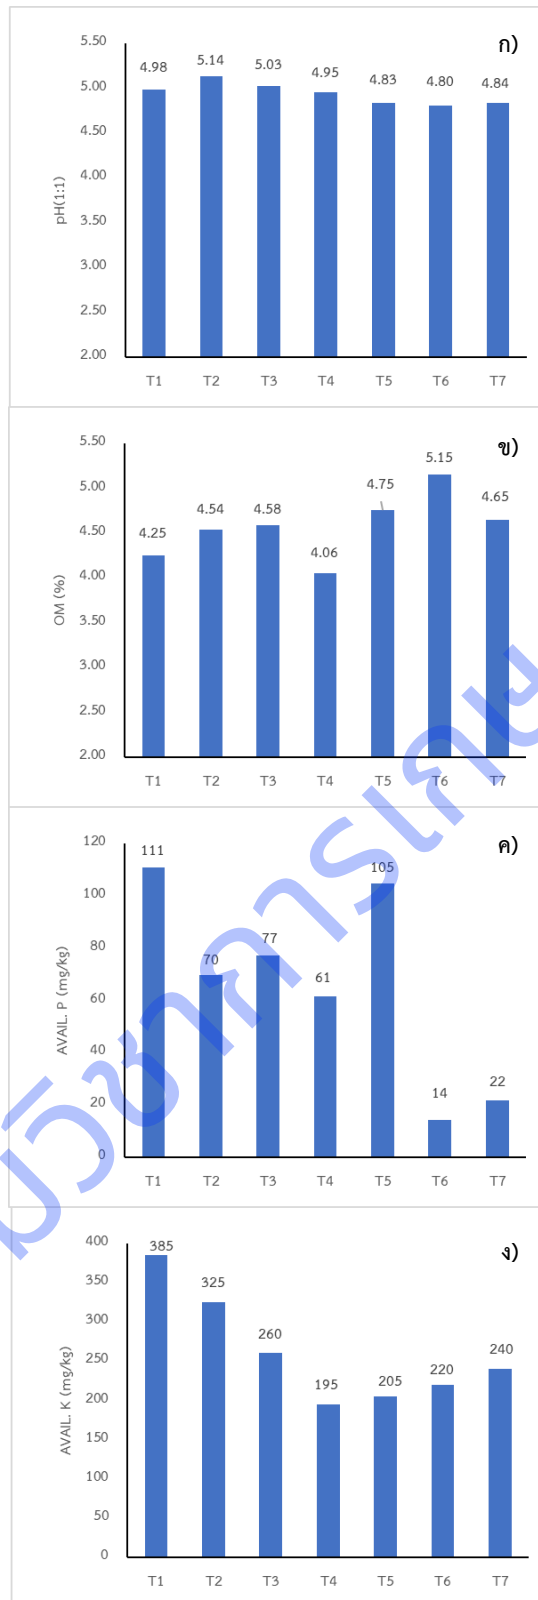 ก)
5.50
5.00
4.50
4.00
3.50
3.00
2.50
2.00
pH(1:1)
4.98 5.14 5.03 4.95 4.83 4.80 4.84
T1 T2 T3 T4 T5 T6 T7
ข)
5.50
5.00
4.50
4.00
3.50
3.00
2.50
2.00
OM (%)
4.25 4.54 4.58 4.06 4.75 5.15 4.65
T1 T2 T3 T4 T5 T6 T7
ค)
120
100
80
60
40
20
0
AVAIL. P (mg/kg)
111 70 77 61 105 14 22
T1 T2 T3 T4 T5 T6 T7
ง)
400
350
300
250
200
150
100
50
0
AVAIL. K (mg/kg)
385 325 260 195 205 220 240
T1 T2 T3 T4 T5 T6 T7